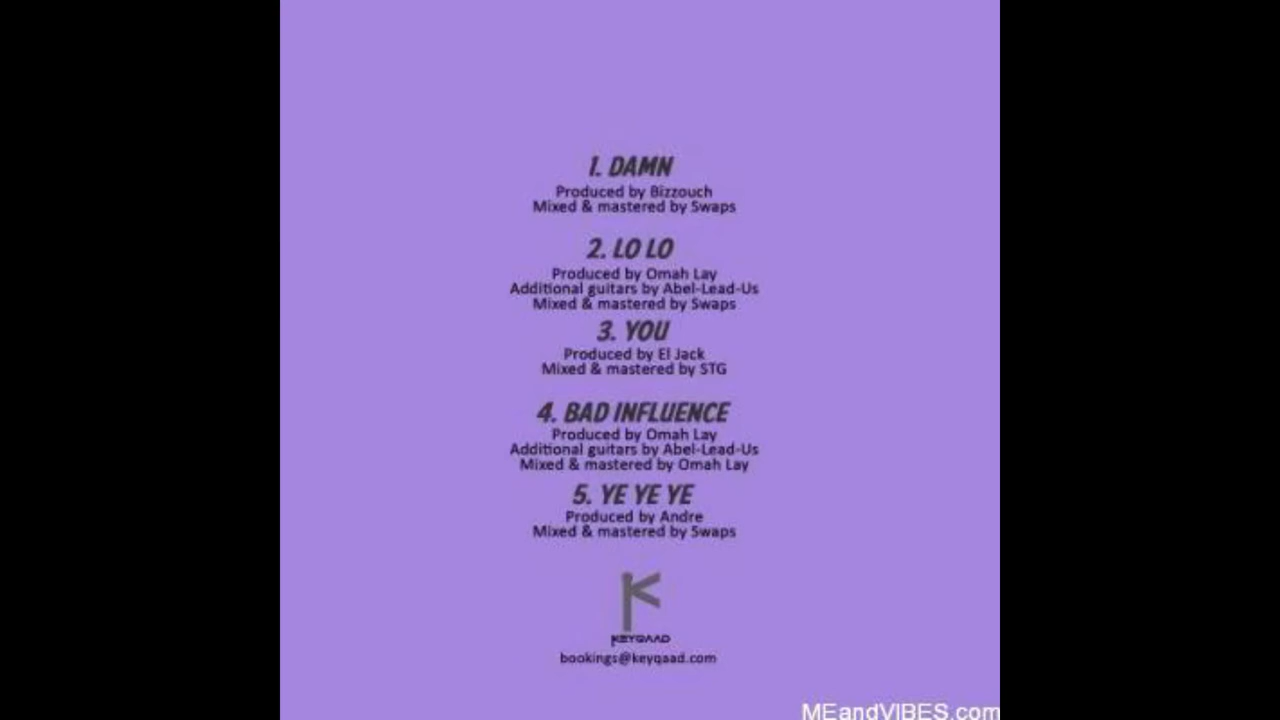 1. DAMN
Produced by Bizzouch
Mixed & mastered by Swaps
2. LO LO
Produced by Omah Lay
Additional guitars by Abel-Lead-Us
Mixed & mastered by Swaps
3. YOU
Produced by El Jack
Mixed & mastered by STG
4. BAD INFLUENCE
Produced by Omah Lay
Additional guitars by Abel-Lead-Us
Mixed & mastered by Omah Lay
5. YE YE YE
Produced by Andre
Mixed & mastered by Swaps
KEYQAAD
bookings@keyqaad.com
MEandVIBES.com